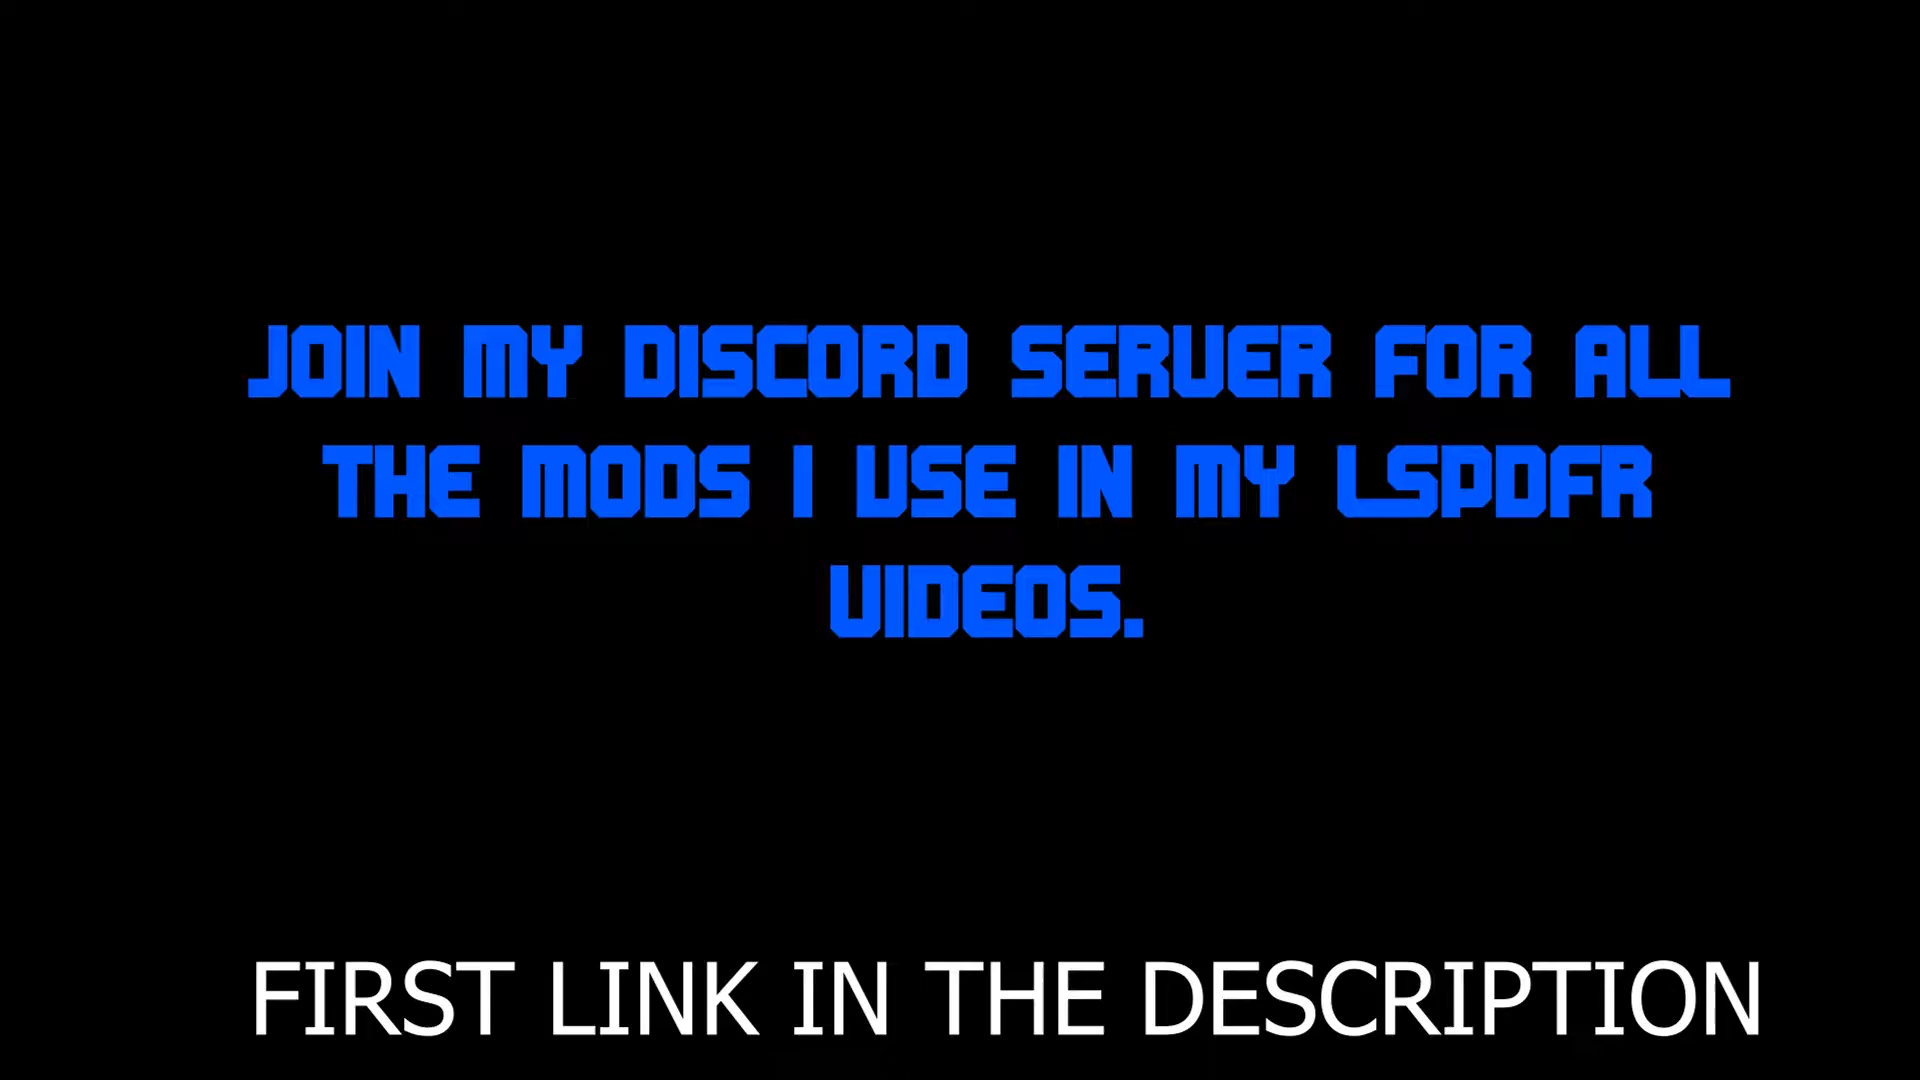 JOIN MY DISCORD SERVER FOR ALL
THE MODS I USE IN MY LSPDFR
VIDEOS.
FIRST LINK IN THE DESCRIPTION